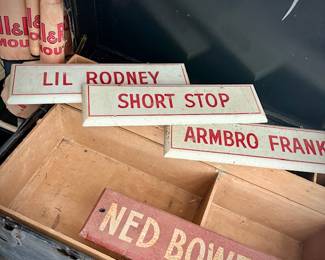 LIL RODNEY
SHORT STOP
ARMBRO FRANK
NED BOWE